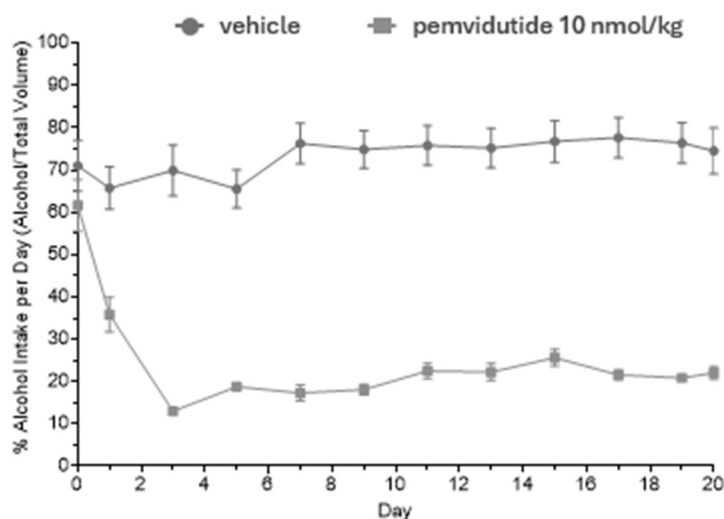 vehicle
pemvidutide 10 nmol/kg
% Alcohol Intake per Day (Alcohol/Total Volume)
100
90
80
70
60
50
40
30
20
10
0
0 2 4 6 8 10 12 14 16 18 20
Day